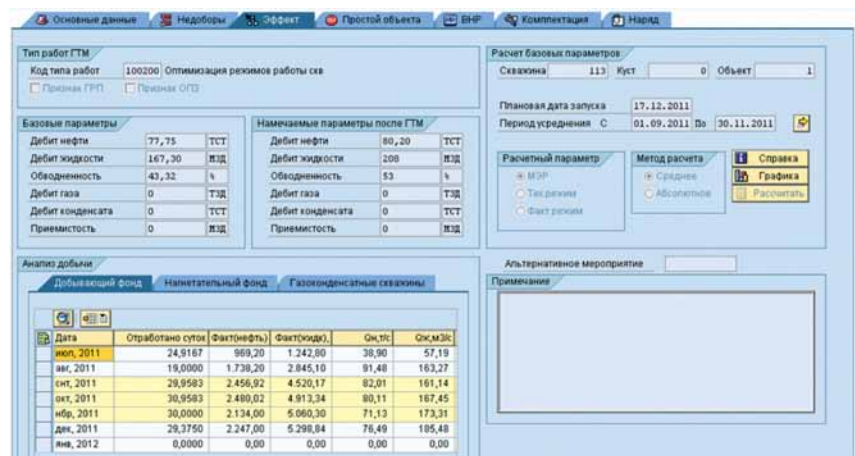 Основные данные Недоборы Эффект Простой объекта ВНР Комплектация Наряд
Тип работ ГТМ
Код типа работ 100200 Оптимизация режимов работы скв
Признак ГРП Признак ОПЗ
Расчет базовых параметров
Скважина 113 Куст 0 Объект 1
Плановая дата запуска 17.12.2011
Период усреднения С 01.09.2011 По 30.11.2011
Базовые параметры
Дебит нефти 77,75 ТСТ
Дебит жидкости 167,30 МЗД
Обводненность 43,32 %
Дебит газа 0 ТЗД
Дебит конденсата 0 ТСТ
Приемистость 0 МЗД
Намечаемые параметры после ГТМ
Дебит нефти 80,20 ТСТ
Дебит жидкости 208 МЗД
Обводненность 53 %
Дебит газа 0 ТЗД
Дебит конденсата 0 ТСТ
Приемистость 0 МЗД
Расчетный параметр
МЭР
Тех.режим
Факт режим
Метод расчета
Среднее
Абсолютное
Справка
Графика
Рассчитать
Анализ добычи
Добывающий фонд Нагнетательный фонд Газоконденсатные скважины
Дата Отработано суток Факт(нефть) Факт(жидк), Qн,т/с Qж,м3/с
июл, 2011 24,9167 969,20 1.242,80 38,90 57,19
авг, 2011 19,0000 1.738,20 2.845,10 91,48 163,27
снт, 2011 29,9583 2.456,92 4.520,17 82,01 161,14
окт, 2011 30,9583 2.480,02 4.913,34 80,11 167,45
нбр, 2011 30,0000 2.134,00 5.060,30 71,13 173,31
дек, 2011 29,3750 2.247,00 5.298,84 76,49 185,48
янв, 2012 0,0000 0,00 0,00 0,00 0,00
Альтернативное мероприятие
Примечание